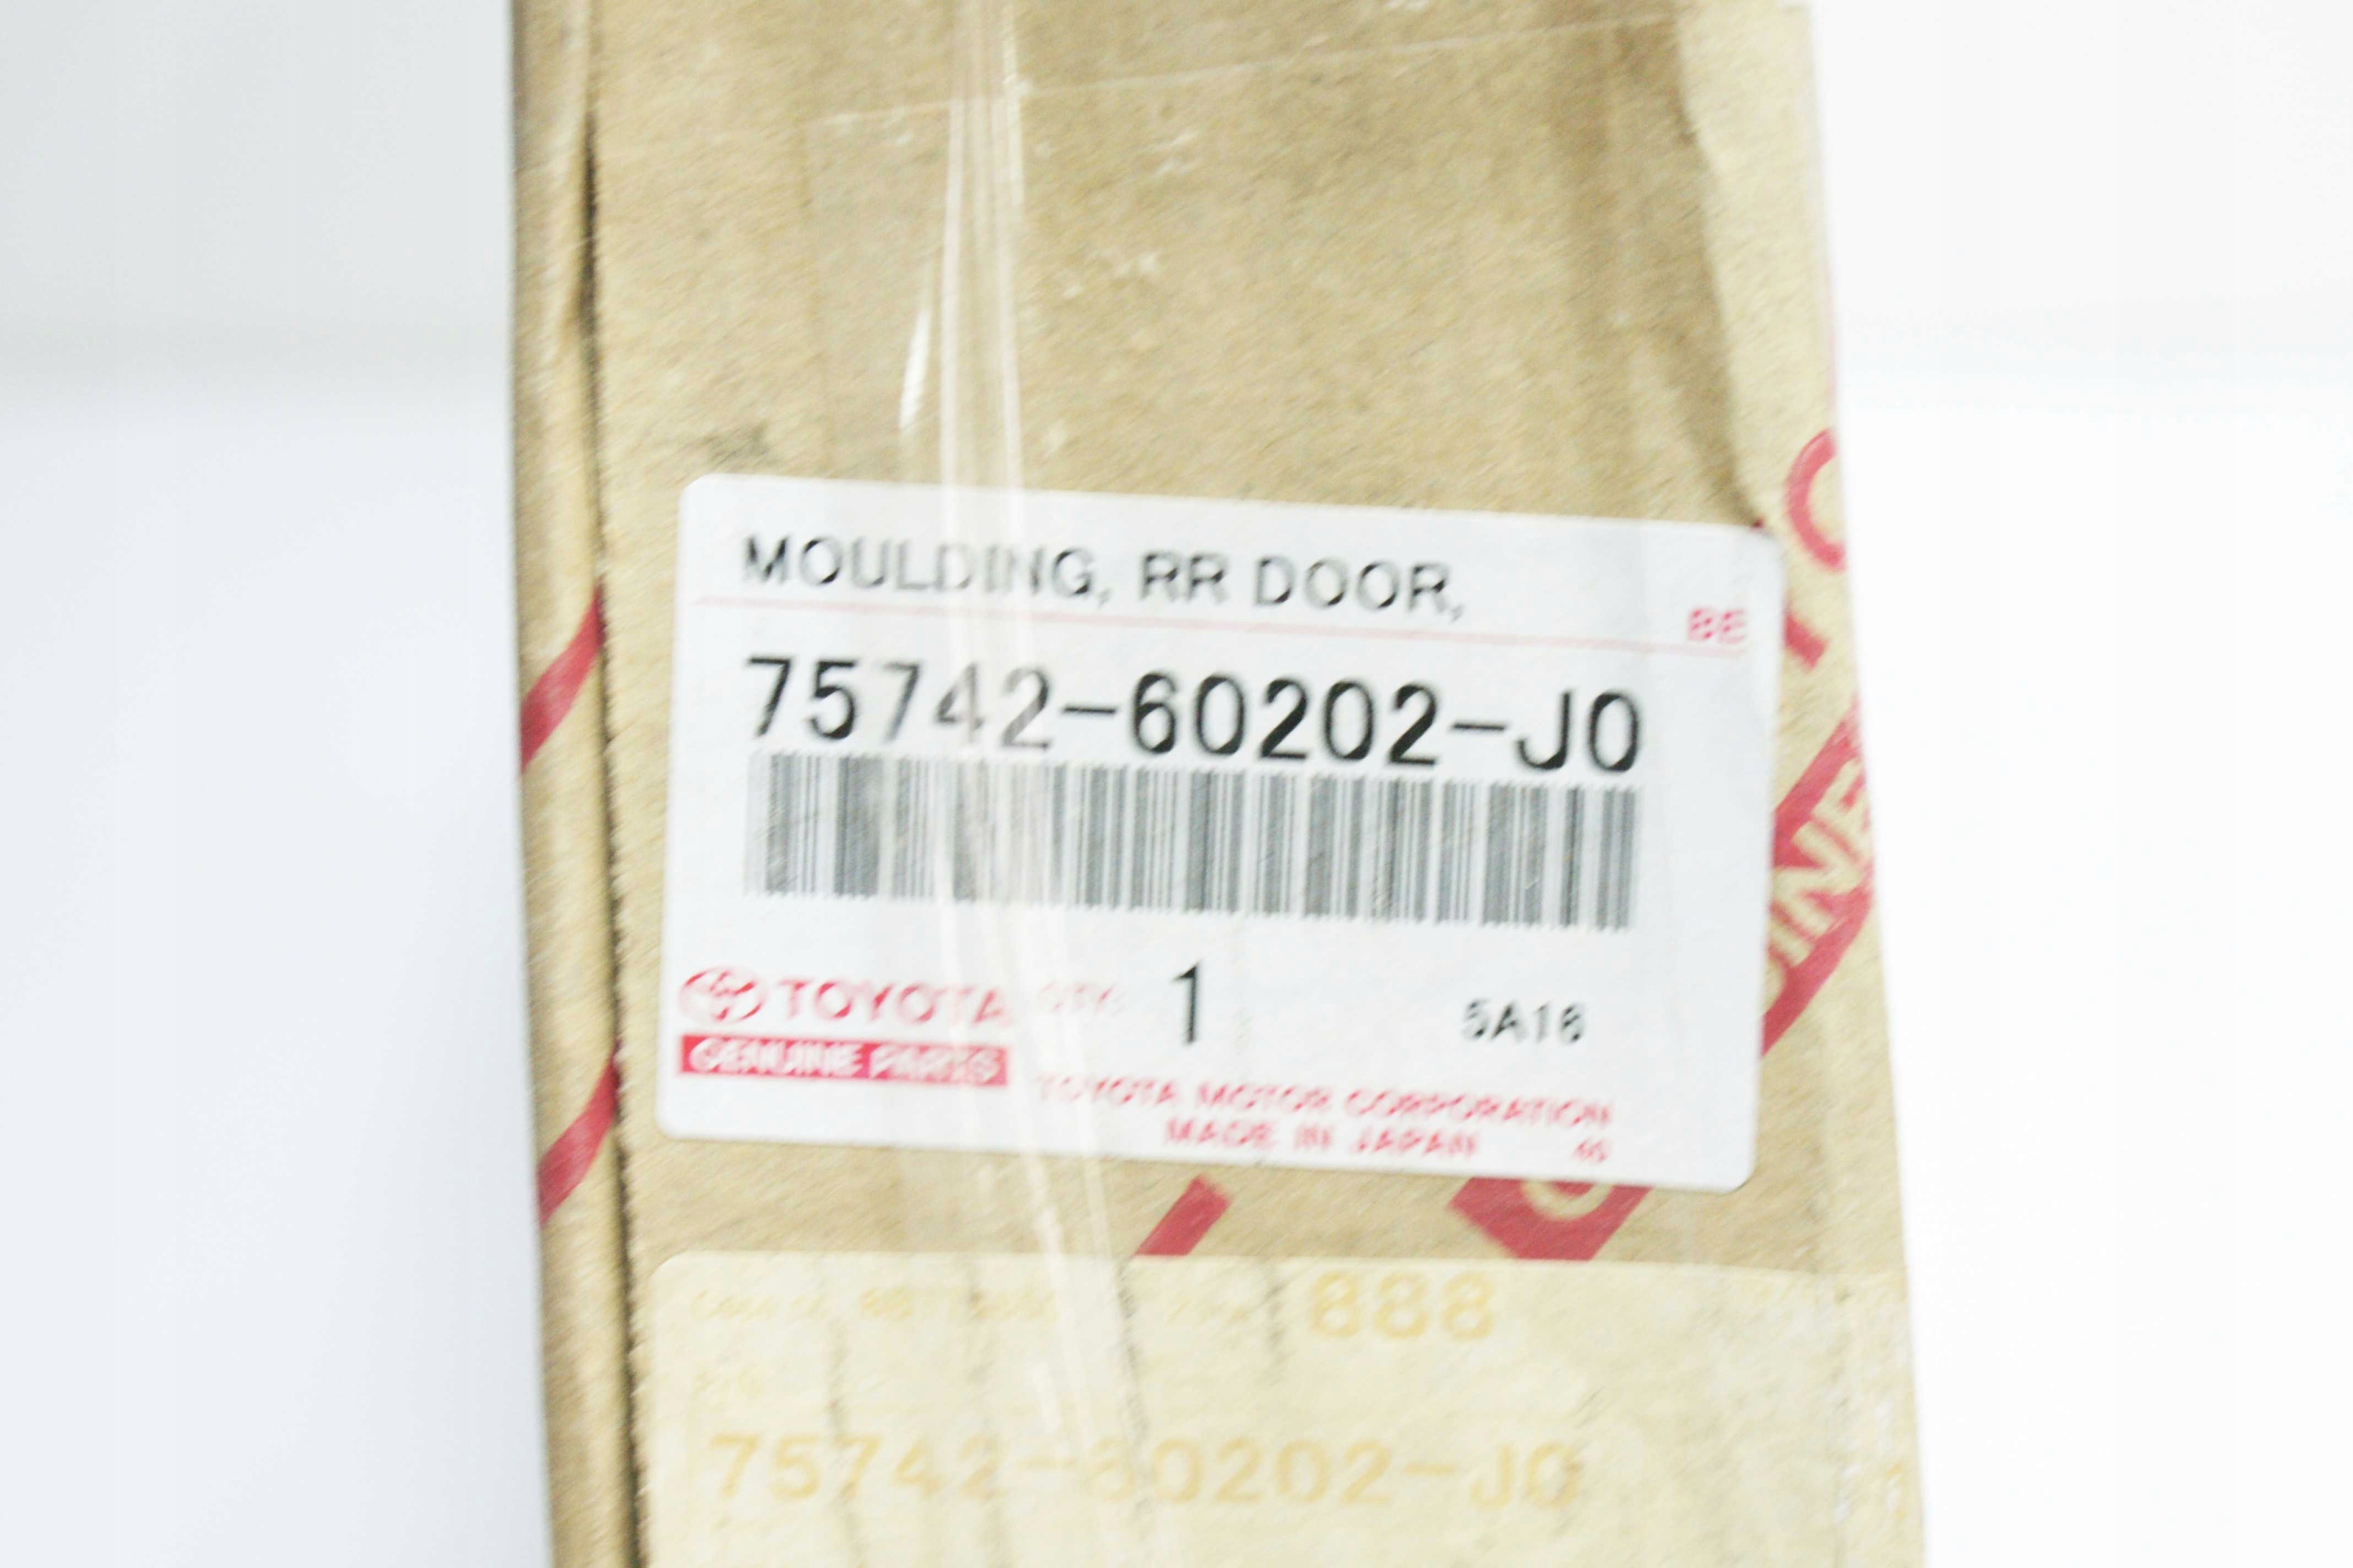 MOULDING, RR DOOR,
BE
75742-60202-J0
TOYOTA QTY. 1 5A16
GENUINE PARTS
TOYOTA MOTOR CORPORATION
MADE IN JAPAN
888
75742-60202-J0